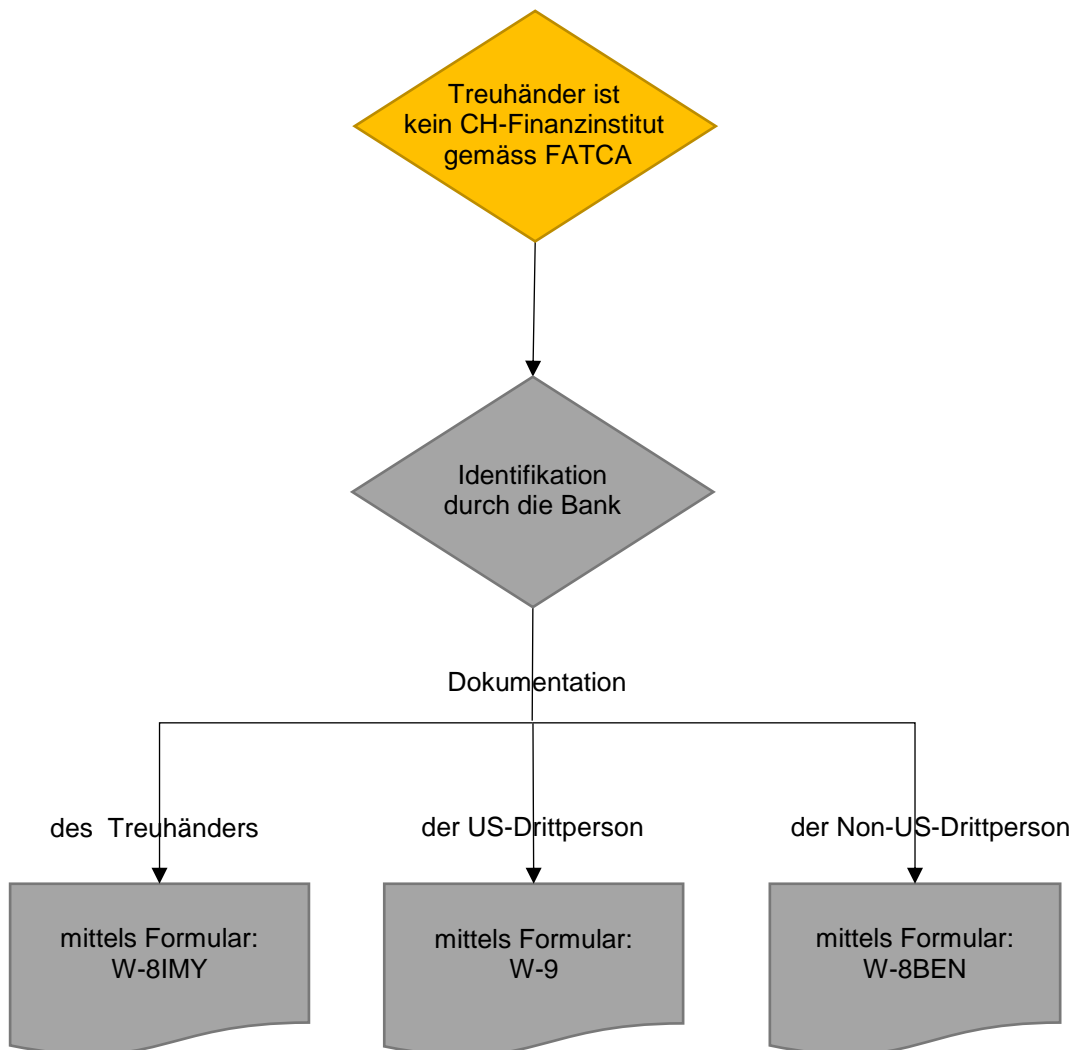 Treuhänder ist
kein CH-Finanzinstitut
gemäss FATCA
Identifikation
durch die Bank
Dokumentation
des Treuhänders
der US-Drittperson
der Non-US-Drittperson
mittels Formular:
W-8IMY
mittels Formular:
W-9
mittels Formular:
W-8BEN